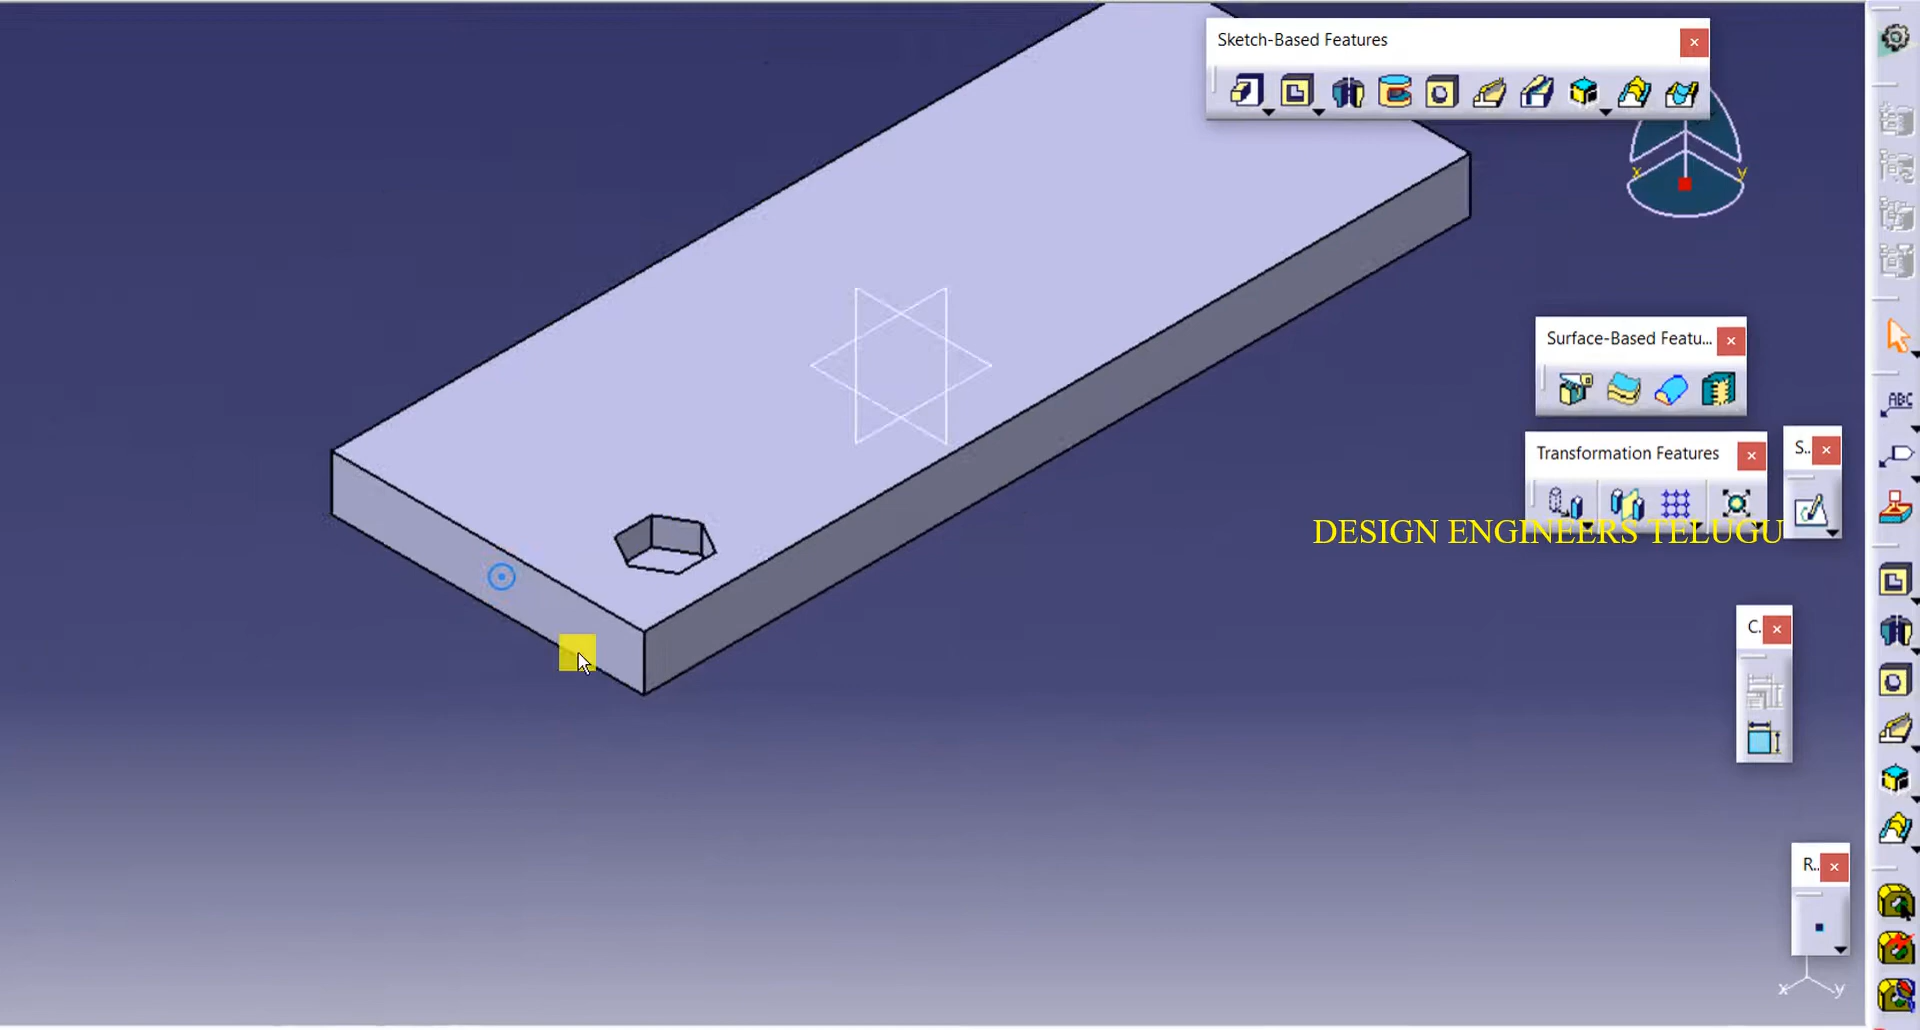 Sketch-Based Features
x
y
Surface-Based Featu...
Transformation Features
S..
ABC
DESIGN ENGINEERS TELUGU
C.
R..
x
y